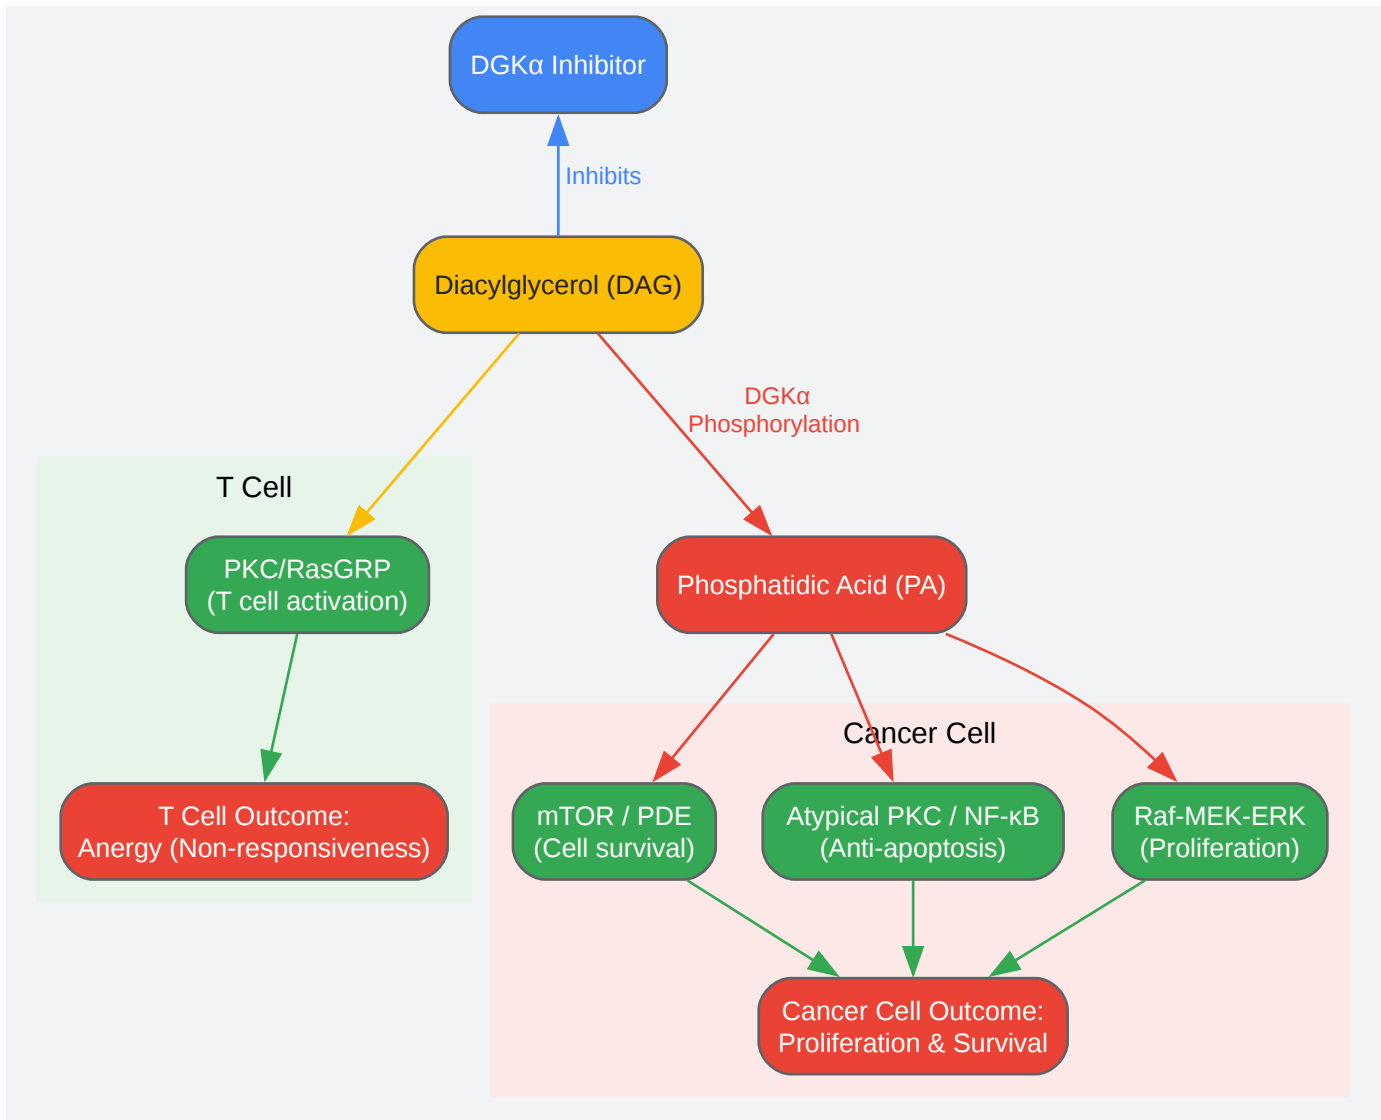 DGKα Inhibitor
Inhibits
Diacylglycerol (DAG)
DGKα
Phosphorylation
T Cell
PKC/RasGRP
(T cell activation)
Phosphatidic Acid (PA)
T Cell Outcome:
Anergy (Non-responsiveness)
Cancer Cell
mTOR / PDE
(Cell survival)
Atypical PKC / NF-κB
(Anti-apoptosis)
Raf-MEK-ERK
(Proliferation)
Cancer Cell Outcome:
Proliferation & Survival